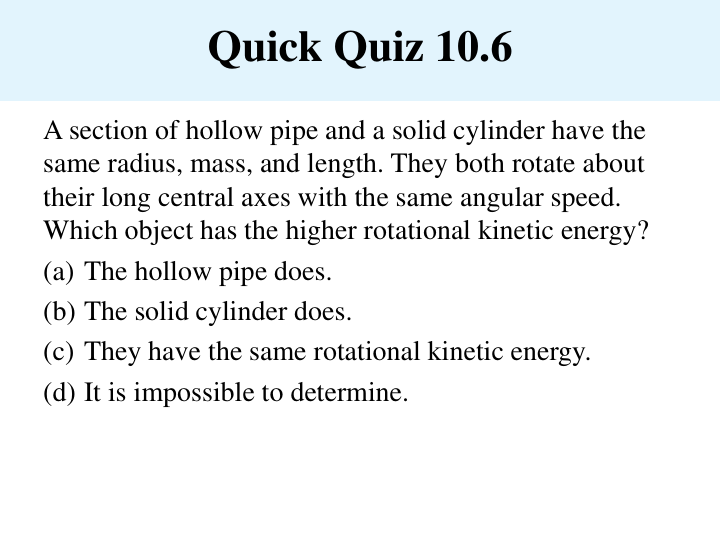 Quick Quiz 10.6
A section of hollow pipe and a solid cylinder have the
same radius, mass, and length. They both rotate about
their long central axes with the same angular speed.
Which object has the higher rotational kinetic energy?
(a) The hollow pipe does.
(b) The solid cylinder does.
(c) They have the same rotational kinetic energy.
(d) It is impossible to determine.